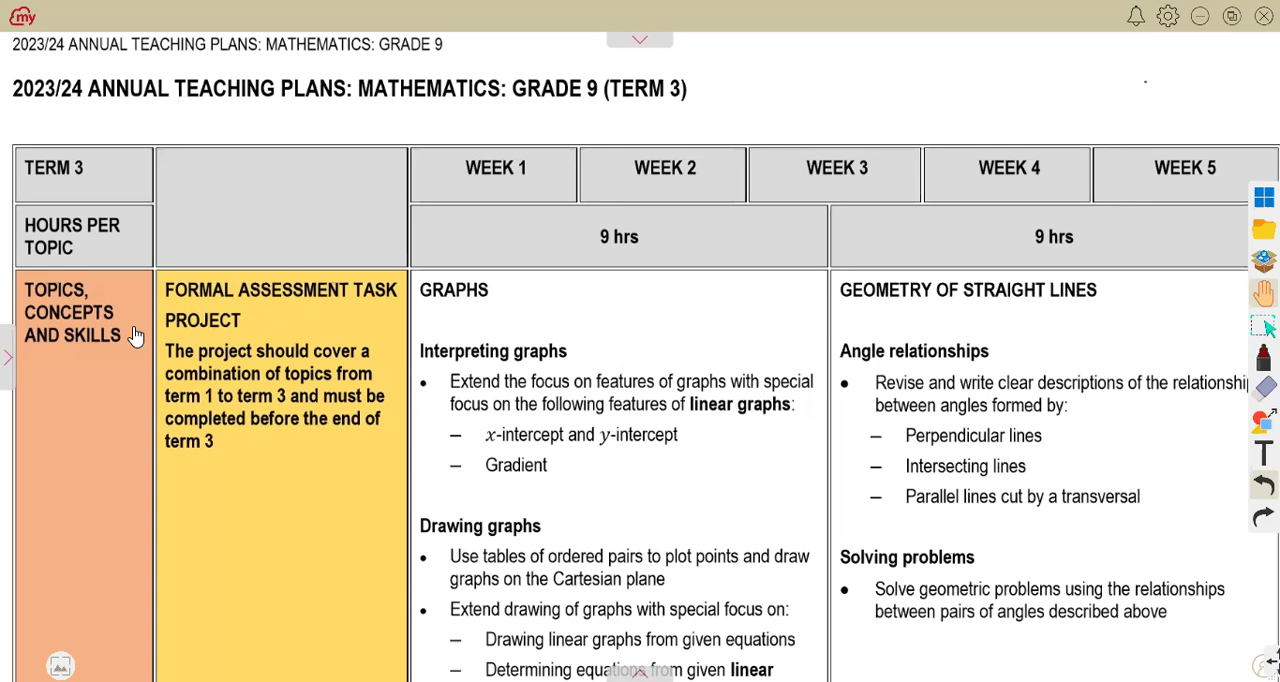 my
2023/24 ANNUAL TEACHING PLANS: MATHEMATICS: GRADE 9
2023/24 ANNUAL TEACHING PLANS: MATHEMATICS: GRADE 9 (TERM 3)
TERM 3
WEEK 1
WEEK 2
WEEK 3
WEEK 4
WEEK 5
HOURS PER
TOPIC
9 hrs
9 hrs
TOPICS,
CONCEPTS
AND SKILLS
FORMAL ASSESSMENT TASK
PROJECT
The project should cover a
combination of topics from
term 1 to term 3 and must be
completed before the end of
term 3
GRAPHS
Interpreting graphs
• Extend the focus on features of graphs with special
focus on the following features of linear graphs:
– x-intercept and y-intercept
– Gradient
Drawing graphs
• Use tables of ordered pairs to plot points and draw
graphs on the Cartesian plane
• Extend drawing of graphs with special focus on:
– Drawing linear graphs from given equations
– Determining equations from given linear
GEOMETRY OF STRAIGHT LINES
Angle relationships
• Revise and write clear descriptions of the
between angles formed by:
– Perpendicular lines
– Intersecting lines
– Parallel lines cut by a transversal
Solving problems
• Solve geometric problems using the relationships
between pairs of angles described above